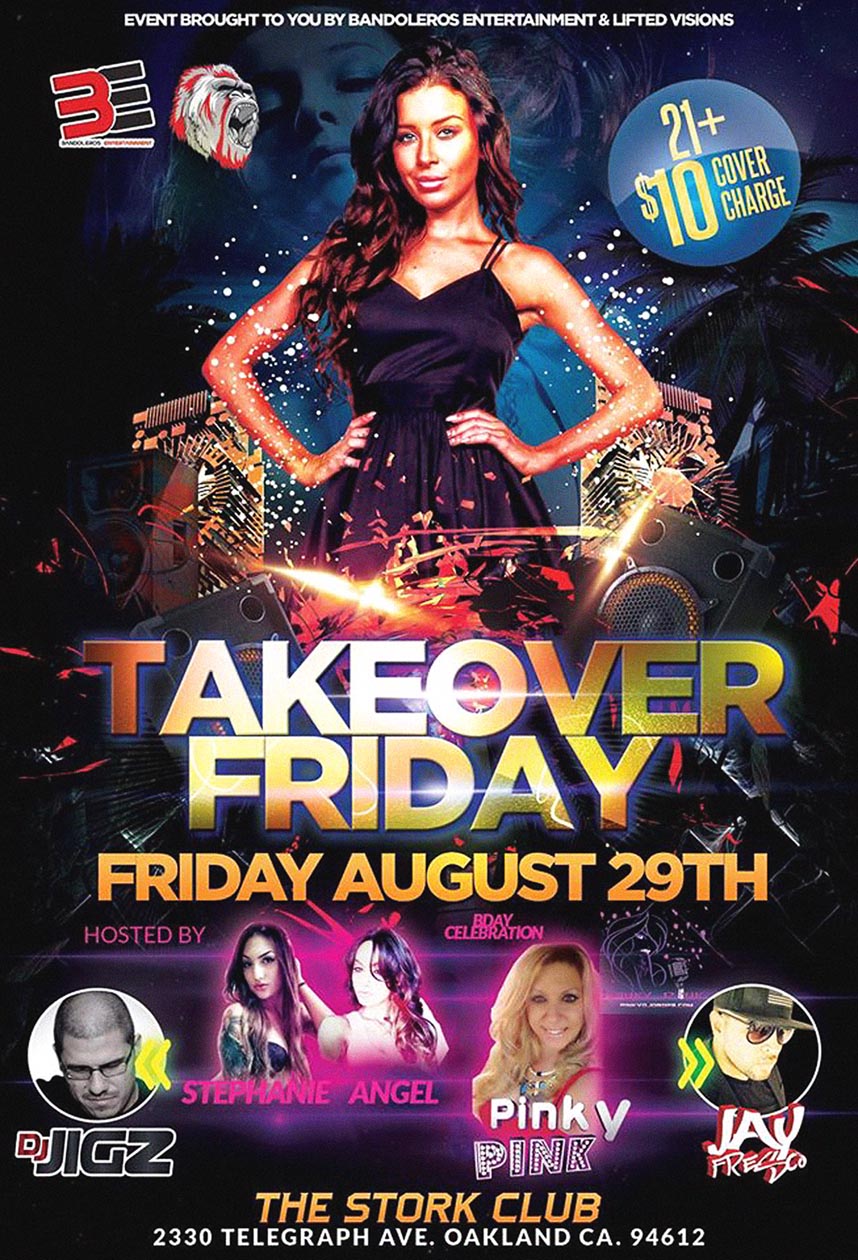 EVENT BROUGHT TO YOU BY BANDOLEROS ENTERTAINMENT & LIFTED VISIONS
BE
BANDOLEROS ENTERTAINMENT
21+
$10 COVER
CHARGE
TAKEOVER
FRIDAY
FRIDAY AUGUST 29TH
HOSTED BY
BDAY
CELEBRATION
STEPHANIE ANGEL
Pinky
PINK
DJ JIGZ
JAY
FRESCO
THE STORK CLUB
2330 TELEGRAPH AVE. OAKLAND CA. 94612